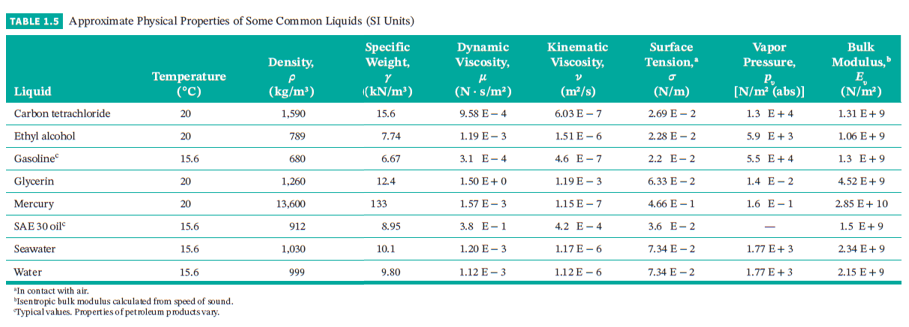 TABLE 1.5 Approximate Physical Properties of Some Common Liquids (SI Units)
Liquid Temperature (°C) Density, ρ (kg/m³) Specific Weight, γ (kN/m³) Dynamic Viscosity, μ (N · s/m²) Kinematic Viscosity, ν (m²/s) Surface Tension,ᵃ σ (N/m) Vapor Pressure, pᵥ [N/m² (abs)] Bulk Modulus,ᵇ Eᵥ (N/m²)
Carbon tetrachloride 20 1,590 15.6 9.58 E − 4 6.03 E − 7 2.69 E − 2 1.3 E + 4 1.31 E + 9
Ethyl alcohol 20 789 7.74 1.19 E − 3 1.51 E − 6 2.28 E − 2 5.9 E + 3 1.06 E + 9
Gasolineᶜ 15.6 680 6.67 3.1 E − 4 4.6 E − 7 2.2 E − 2 5.5 E + 4 1.3 E + 9
Glycerin 20 1,260 12.4 1.50 E + 0 1.19 E − 3 6.33 E − 2 1.4 E − 2 4.52 E + 9
Mercury 20 13,600 133 1.57 E − 3 1.15 E − 7 4.66 E − 1 1.6 E − 1 2.85 E + 10
SAE 30 oilᶜ 15.6 912 8.95 3.8 E − 1 4.2 E − 4 3.6 E − 2 — 1.5 E + 9
Seawater 15.6 1,030 10.1 1.20 E − 3 1.17 E − 6 7.34 E − 2 1.77 E + 3 2.34 E + 9
Water 15.6 999 9.80 1.12 E − 3 1.12 E − 6 7.34 E − 2 1.77 E + 3 2.15 E + 9
ᵃIn contact with air.
ᵇIsentropic bulk modulus calculated from speed of sound.
ᶜTypical values. Properties of petroleum products vary.